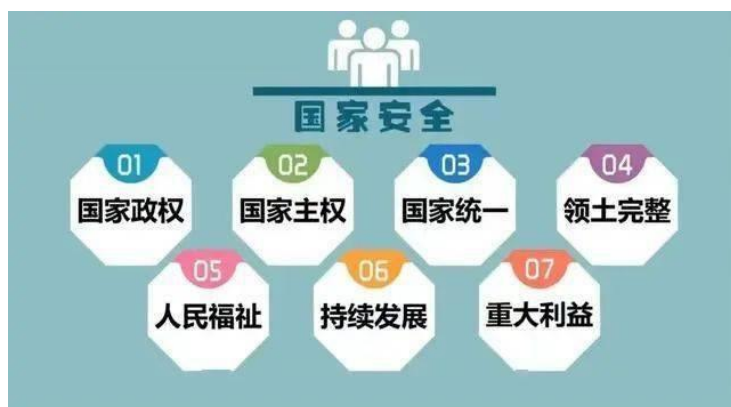 国家安全
01
02
03
04
国家政权
国家主权
国家统一
领土完整
05
06
07
人民福祉
持续发展
重大利益